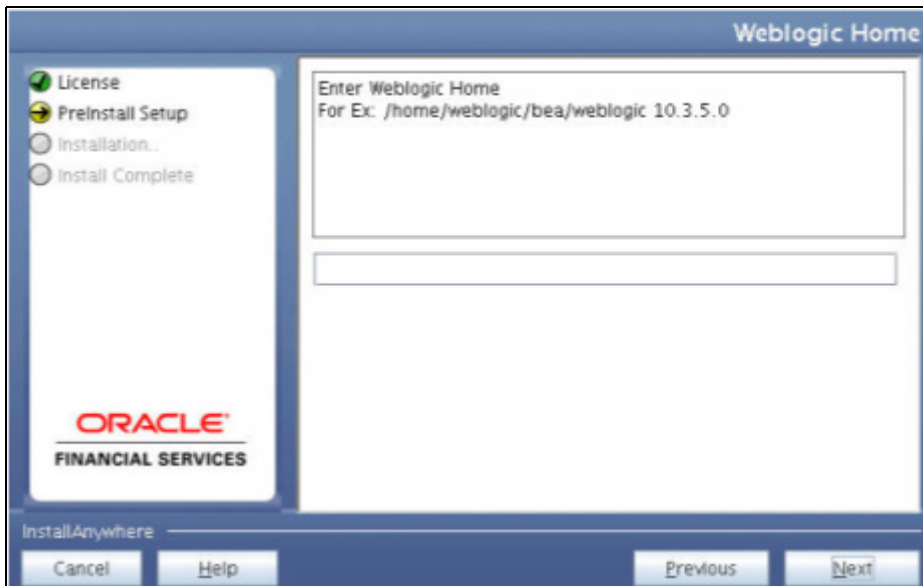 Weblogic Home
License
PreInstall Setup
Installation..
Install Complete
Enter Weblogic Home
For Ex: /home/weblogic/bea/weblogic 10.3.5.0
ORACLE®
FINANCIAL SERVICES
InstallAnywhere
Cancel
Help
Previous
Next